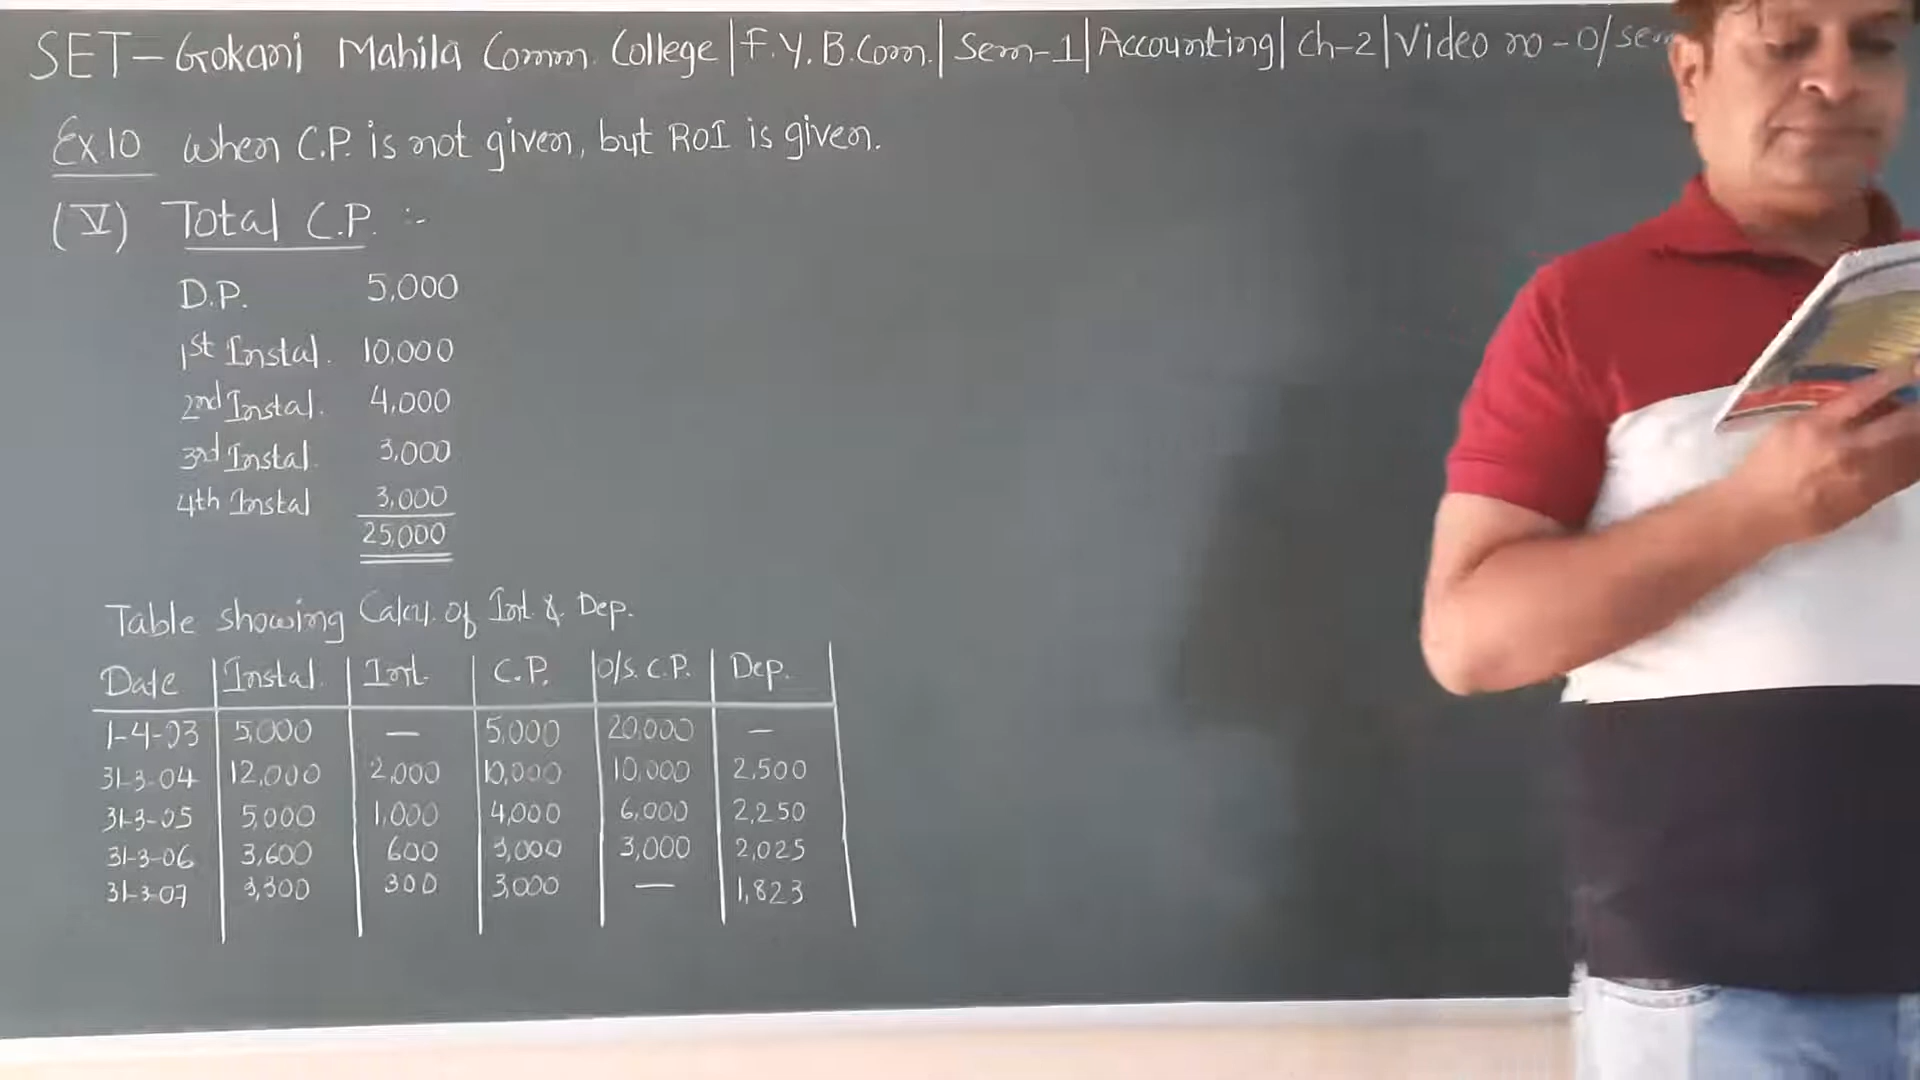 SET - Gokani Mahila Comm. College | F.Y. B.Com. | Sem-1 | Accounting | Ch-2 | Video no - 0/sem
Ex.10 When C.P. is not given, but RoI is given.
(V) Total C.P. :-
D.P. 5,000
1st Instal. 10,000
2nd Instal. 4,000
3rd Instal. 3,000
4th Instal 3,000
25,000
Table showing Calcu. of Int. & Dep.
Date | Instal. | Int. | C.P. | O/s. C.P. | Dep.
1-4-03 | 5,000 | — | 5,000 | 20,000 | —
31-3-04 | 12,000 | 2,000 | 10,000 | 10,000 | 2,500
31-3-05 | 5,000 | 1,000 | 4,000 | 6,000 | 2,250
31-3-06 | 3,600 | 600 | 3,000 | 3,000 | 2,025
31-3-07 | 3,300 | 300 | 3,000 | — | 1,823